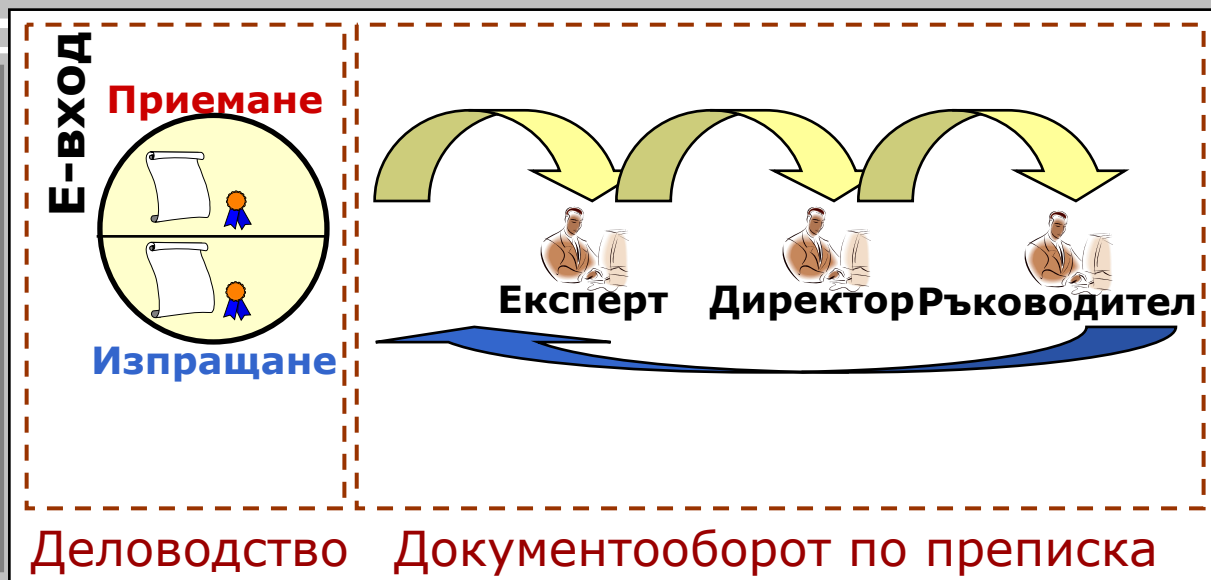 Е-вход
Приемане
Изпращане
Експерт
Директор
Ръководител
Деловодство
Документооборот по преписка